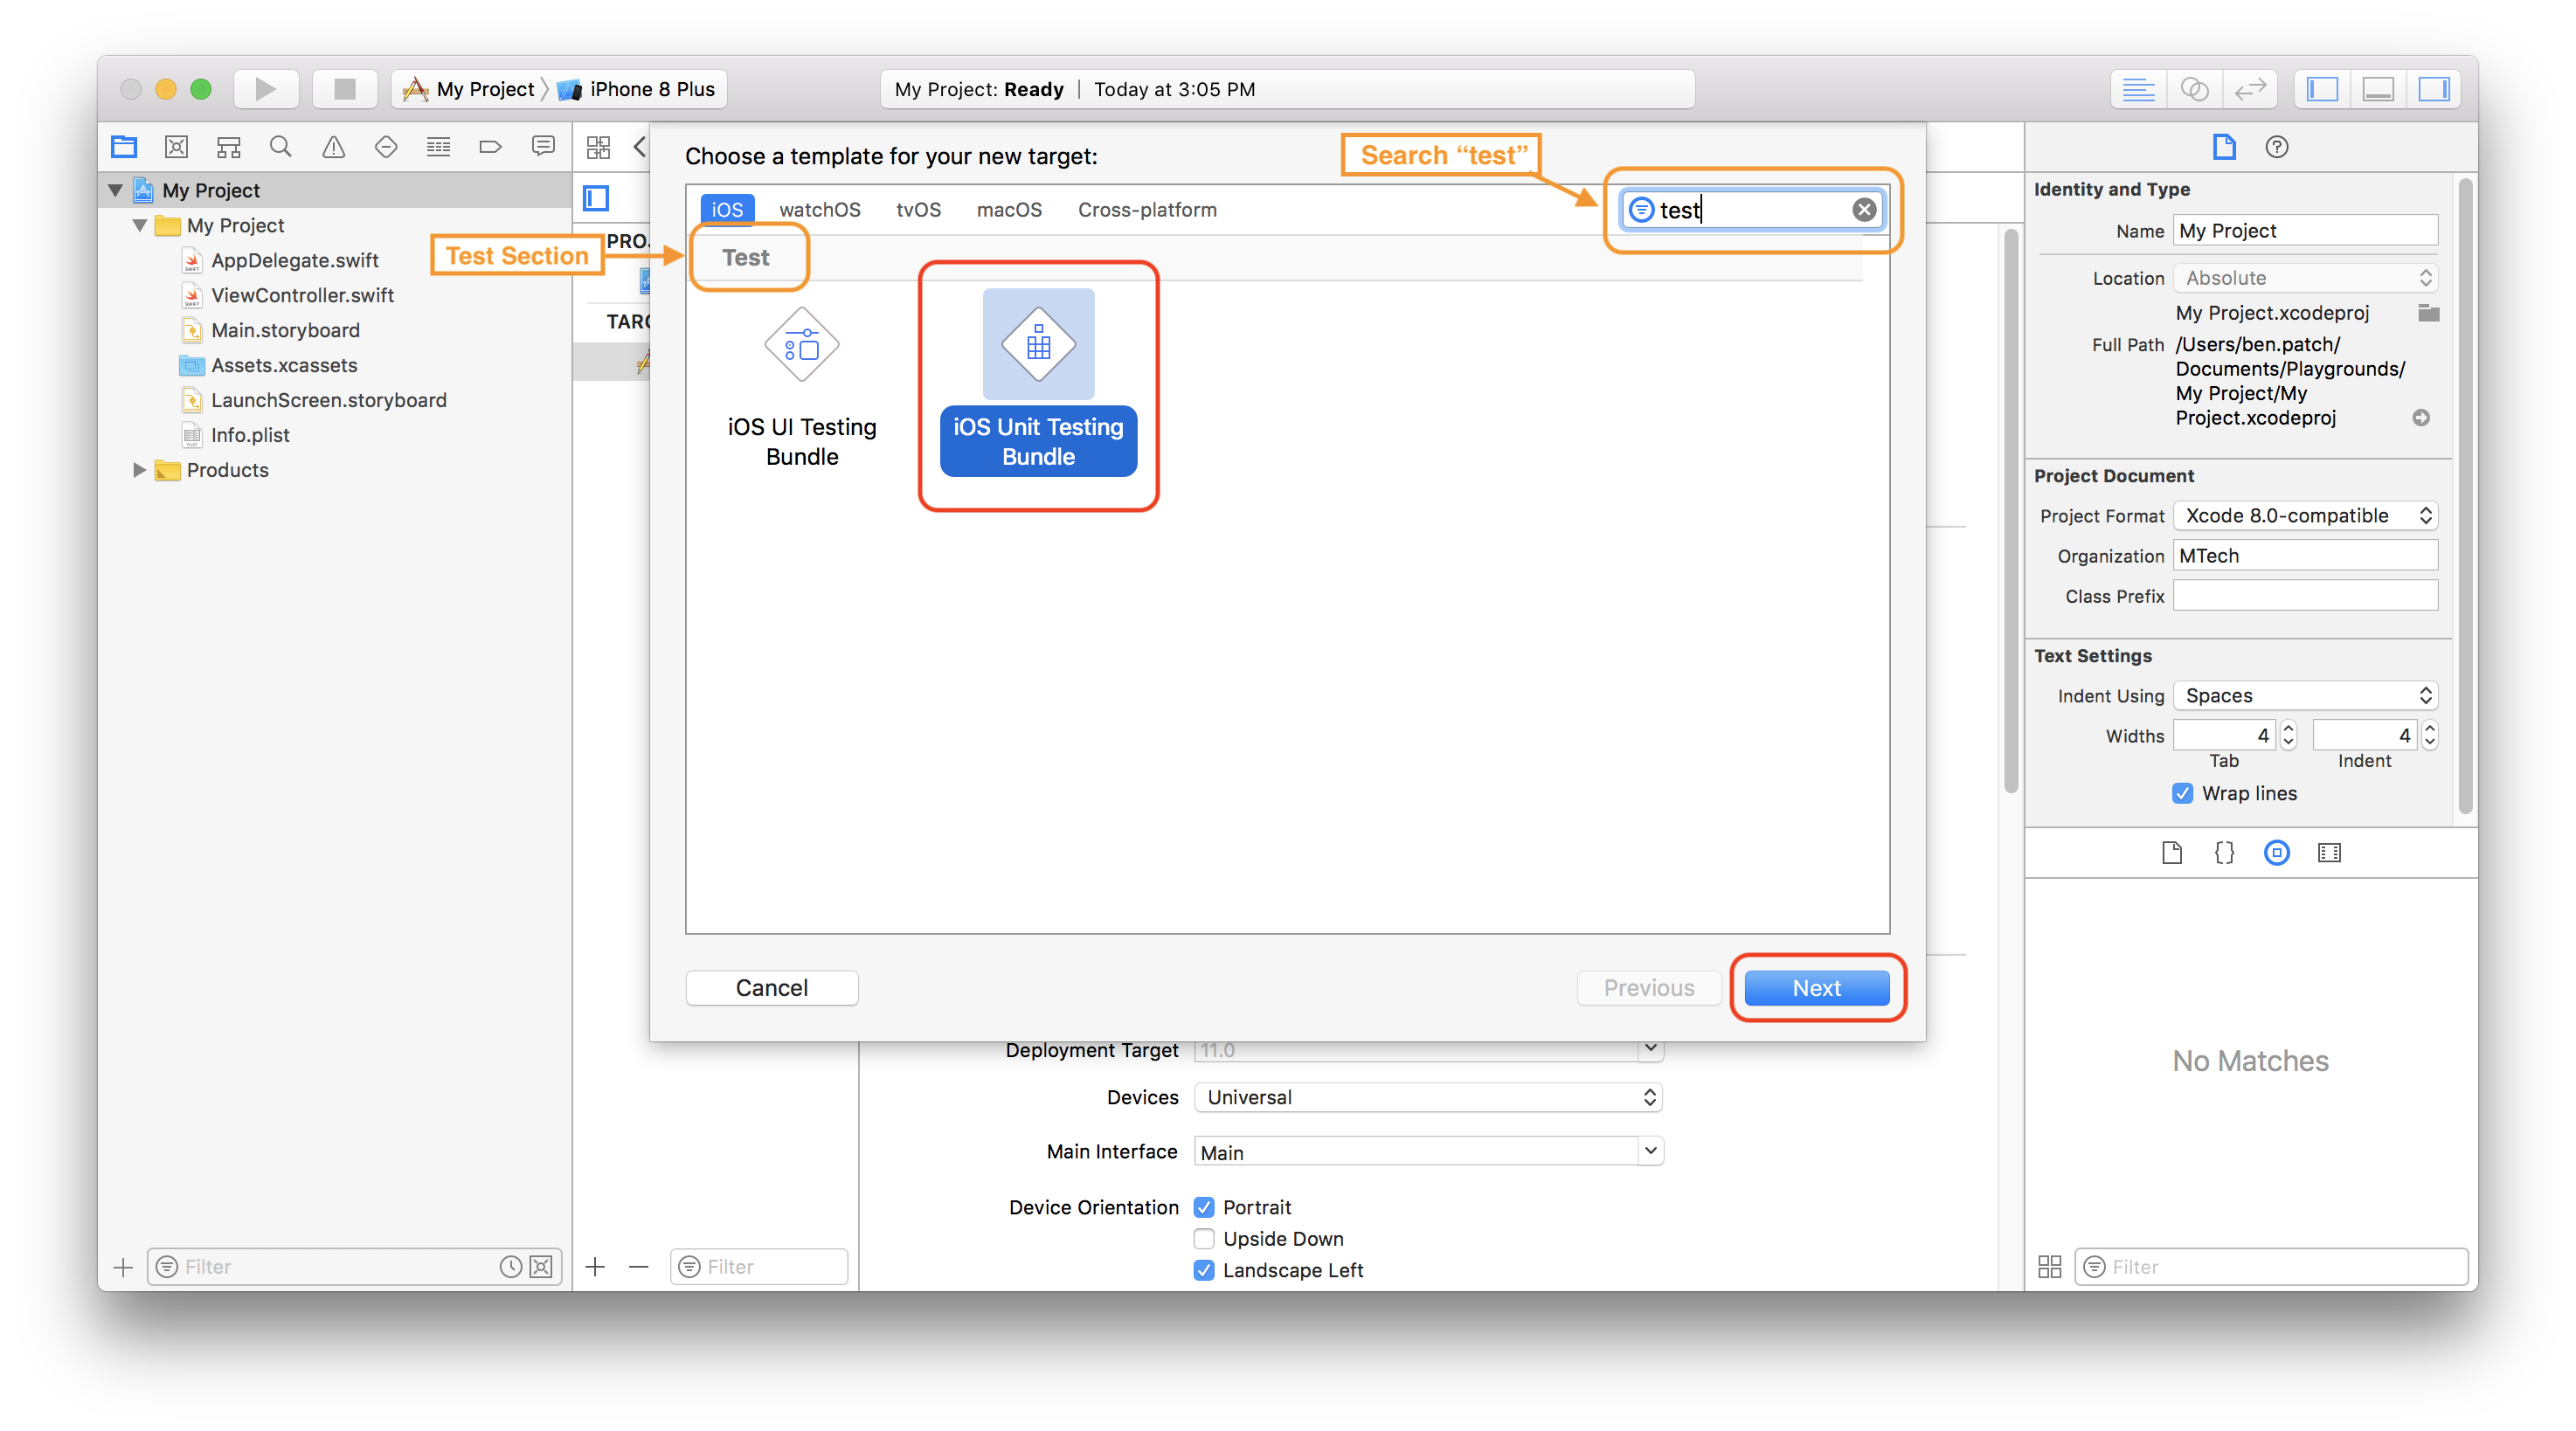 My Project
iPhone 8 Plus
My Project: Ready | Today at 3:05 PM
My Project
My Project
AppDelegate.swift
ViewController.swift
Main.storyboard
Assets.xcassets
LaunchScreen.storyboard
Info.plist
Products
Filter
PROJ
TARG
Filter
Choose a template for your new target:
Search “test”
iOS
watchOS
tvOS
macOS
Cross-platform
test
Test Section
Test
iOS UI Testing
Bundle
iOS Unit Testing
Bundle
Cancel
Previous
Next
Deployment Target
11.0
Devices
Universal
Main Interface
Main
Device Orientation
Portrait
Upside Down
Landscape Left
Identity and Type
Name
My Project
Location
Absolute
My Project.xcodeproj
Full Path
/Users/ben.patch/
Documents/Playgrounds/
My Project/My
Project.xcodeproj
Project Document
Project Format
Xcode 8.0-compatible
Organization
MTech
Class Prefix
Text Settings
Indent Using
Spaces
Widths
4
4
Tab
Indent
Wrap lines
No Matches
Filter